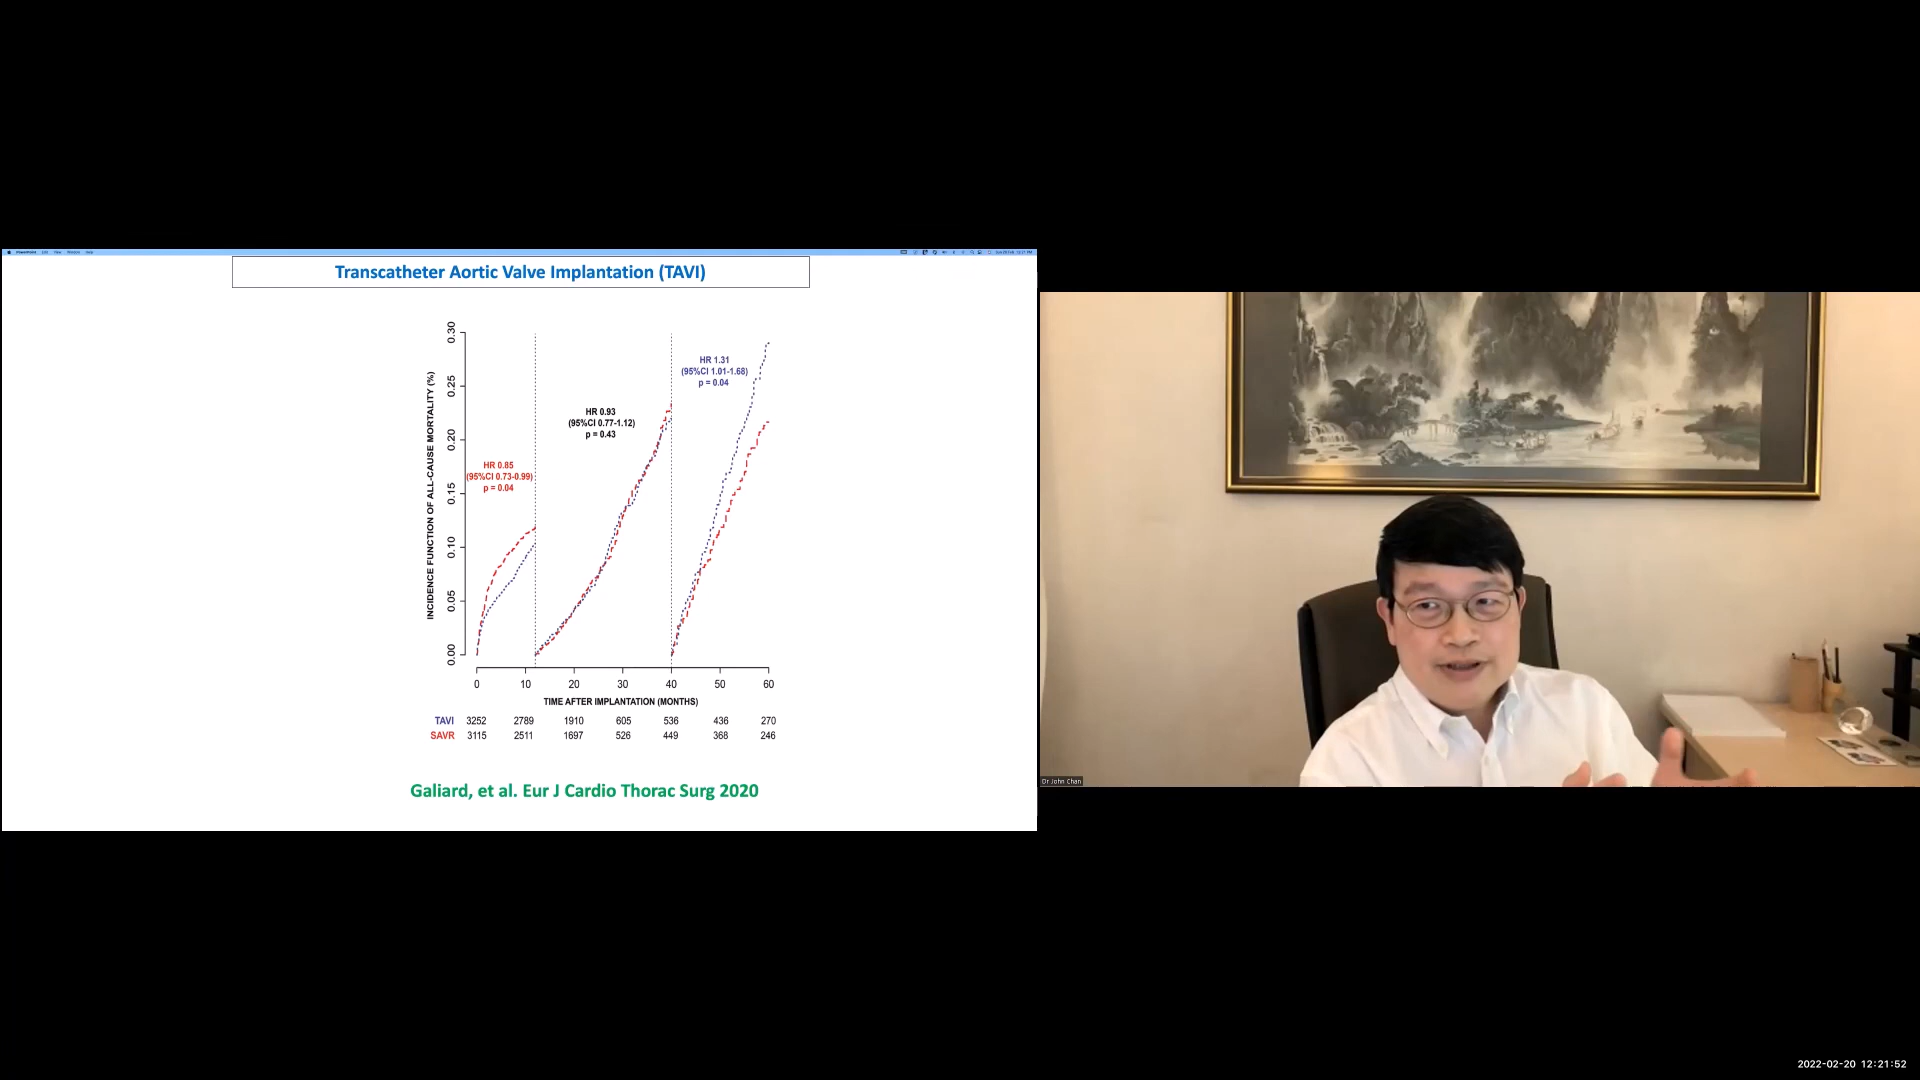 Transcatheter Aortic Valve Implantation (TAVI)
INCIDENCE FUNCTION OF ALL-CAUSE MORTALITY (%)
0.30
0.25
0.20
0.15
0.10
0.05
0.00
HR 0.85
(95%CI 0.73-0.99)
p = 0.04
HR 0.93
(95%CI 0.77-1.12)
p = 0.43
HR 1.31
(95%CI 1.01-1.68)
p = 0.04
0 10 20 30 40 50 60
TIME AFTER IMPLANTATION (MONTHS)
TAVI 3252 2789 1910 605 536 436 270
SAVR 3115 2511 1697 526 449 368 246
Galiard, et al. Eur J Cardio Thorac Surg 2020
Dr John Chan
2022-02-20 12:21:52